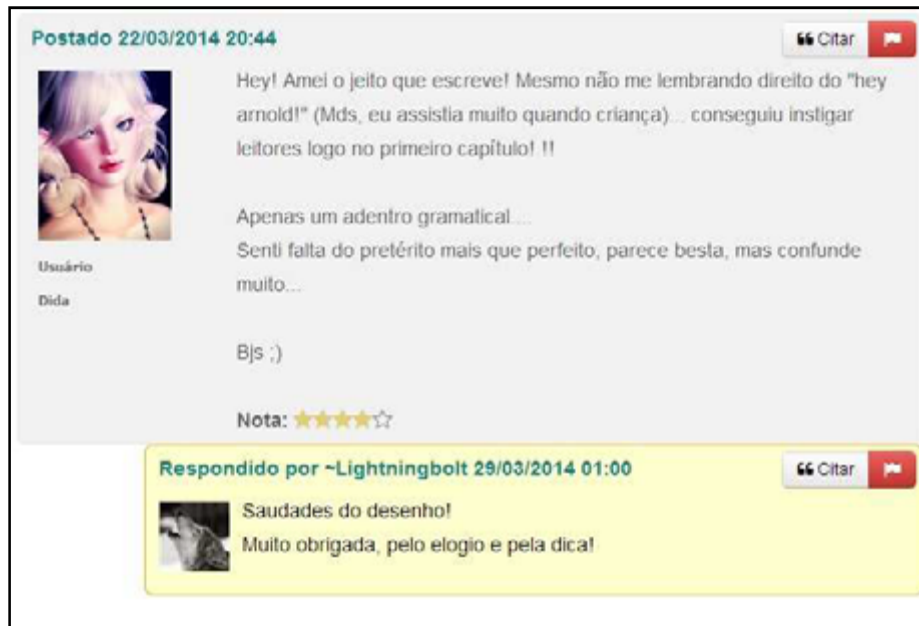 Postado 22/03/2014 20:44
Citar
Hey! Amei o jeito que escreve! Mesmo não me lembrando direito do "hey
arnold!" (Mds, eu assistia muito quando criança)... conseguiu instigar
leitores logo no primeiro capítulo! !!
Apenas um adentro gramatical....
Senti falta do pretérito mais que perfeito, parece besta, mas confunde
muito...
Bjs ;)
Nota:
Usuário
Dida
Respondido por ~Lightningbolt 29/03/2014 01:00
Citar
Saudades do desenho!
Muito obrigada, pelo elogio e pela dica!